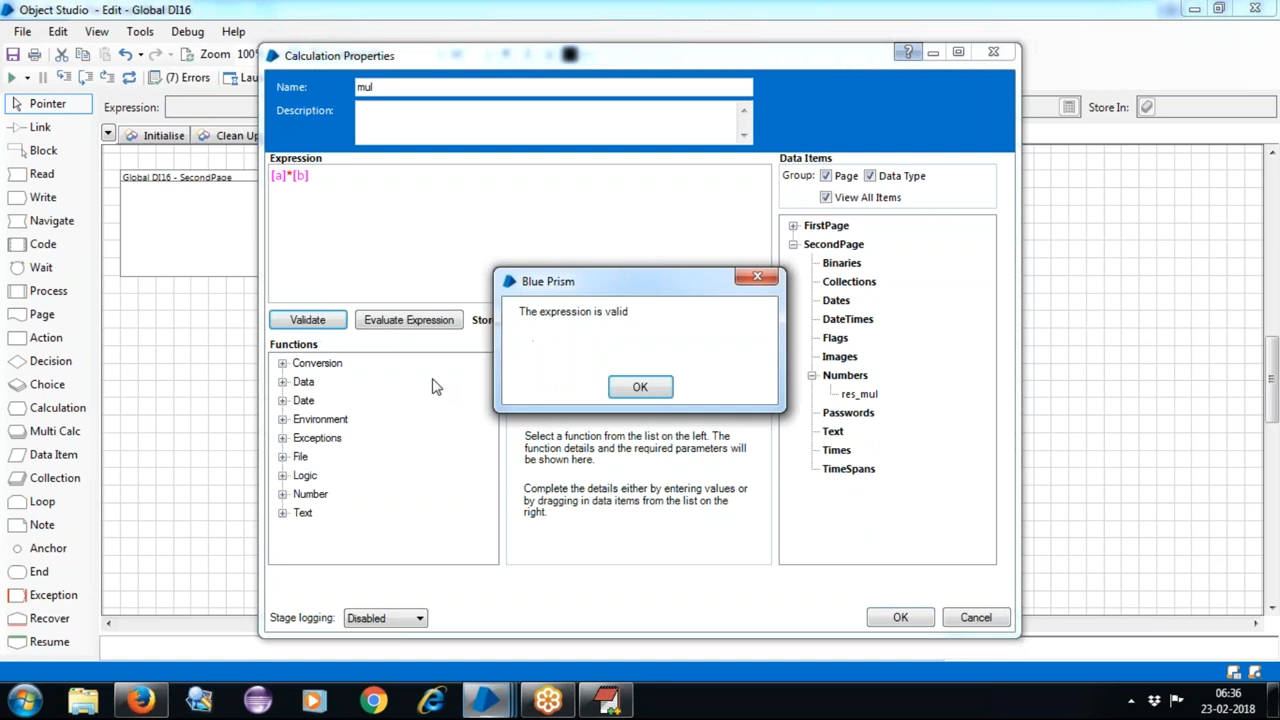 Object Studio - Edit - Global DI16
File Edit View Tools Debug Help
Zoom 100
(7) Errors
Lau
Calculation Properties
Name: mul
Description:
Pointer
Link
Block
Read
Write
Navigate
Code
Wait
Process
Page
Action
Decision
Choice
Calculation
Multi Calc
Data Item
Collection
Loop
Note
Anchor
End
Exception
Recover
Resume
Expression:
Store In:
Initialise
Clean Up
Global DI16 - SecondPage
Expression
[a]*[b]
Validate
Evaluate Expression
Stor
Functions
Conversion
Data
Date
Environment
Exceptions
File
Logic
Number
Text
Blue Prism
The expression is valid
OK
Select a function from the list on the left. The
function details and the required parameters will
be shown here.
Complete the details either by entering values or
by dragging in data items from the list on the
right.
Data Items
Group: Page Data Type
View All Items
FirstPage
SecondPage
Binaries
Collections
Dates
DateTimes
Flags
Images
Numbers
res_mul
Passwords
Text
Times
TimeSpans
Stage logging: Disabled
OK
Cancel
06:36
23-02-2018